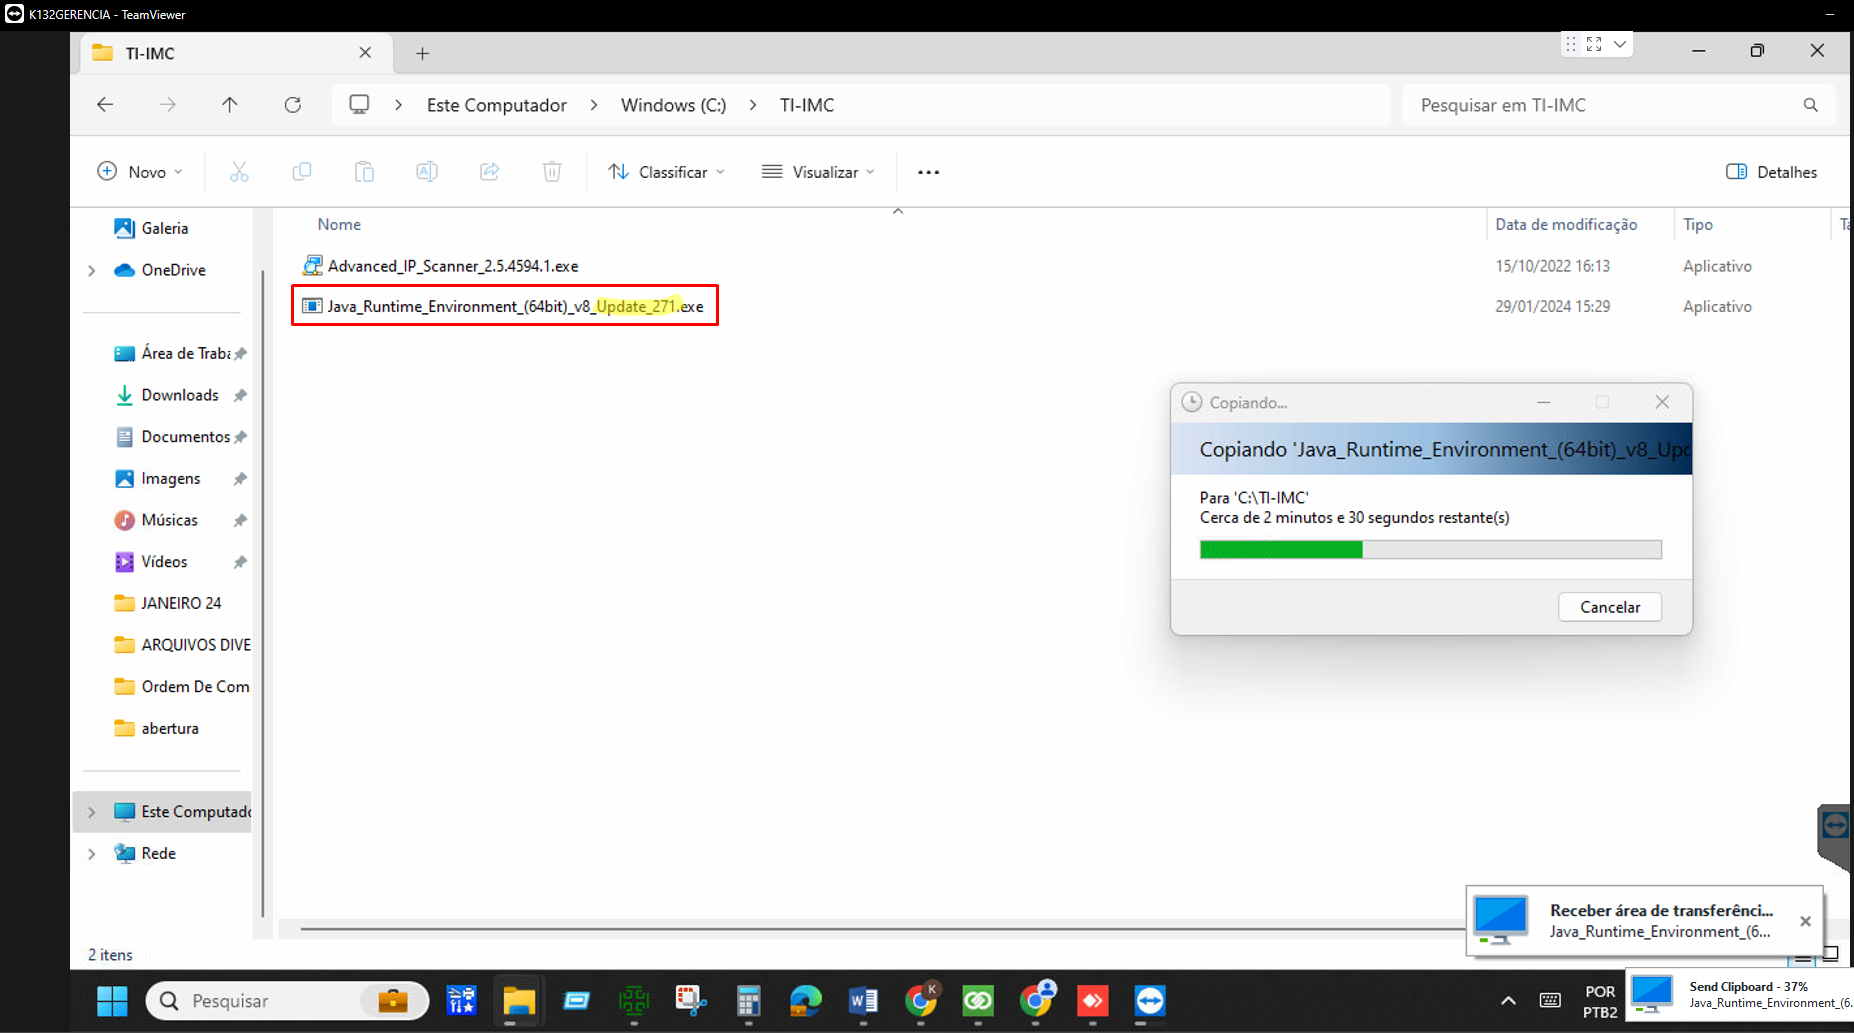 K132GERENCIA - TeamViewer
TI-IMC
Este Computador
Windows (C:)
TI-IMC
Pesquisar em TI-IMC
Novo
Classificar
Visualizar
Detalhes
Galeria
OneDrive
Área de Traba
Downloads
Documentos
Imagens
Músicas
Vídeos
JANEIRO 24
ARQUIVOS DIVE
Ordem De Com
abertura
Este Computado
Rede
Nome
Data de modificação
Tipo
Ta
Advanced_IP_Scanner_2.5.4594.1.exe
15/10/2022 16:13
Aplicativo
Java_Runtime_Environment_(64bit)_v8_Update_271.exe
29/01/2024 15:29
Aplicativo
Copiando...
Copiando 'Java_Runtime_Environment_(64bit)_v8_Upd
Para 'C:\TI-IMC'
Cerca de 2 minutos e 30 segundos restante(s)
Cancelar
Receber área de transferênci...
Java_Runtime_Environment_(6...
2 itens
Pesquisar
K
POR
PTB2
Send Clipboard - 37%
Java_Runtime_Environment_(6.